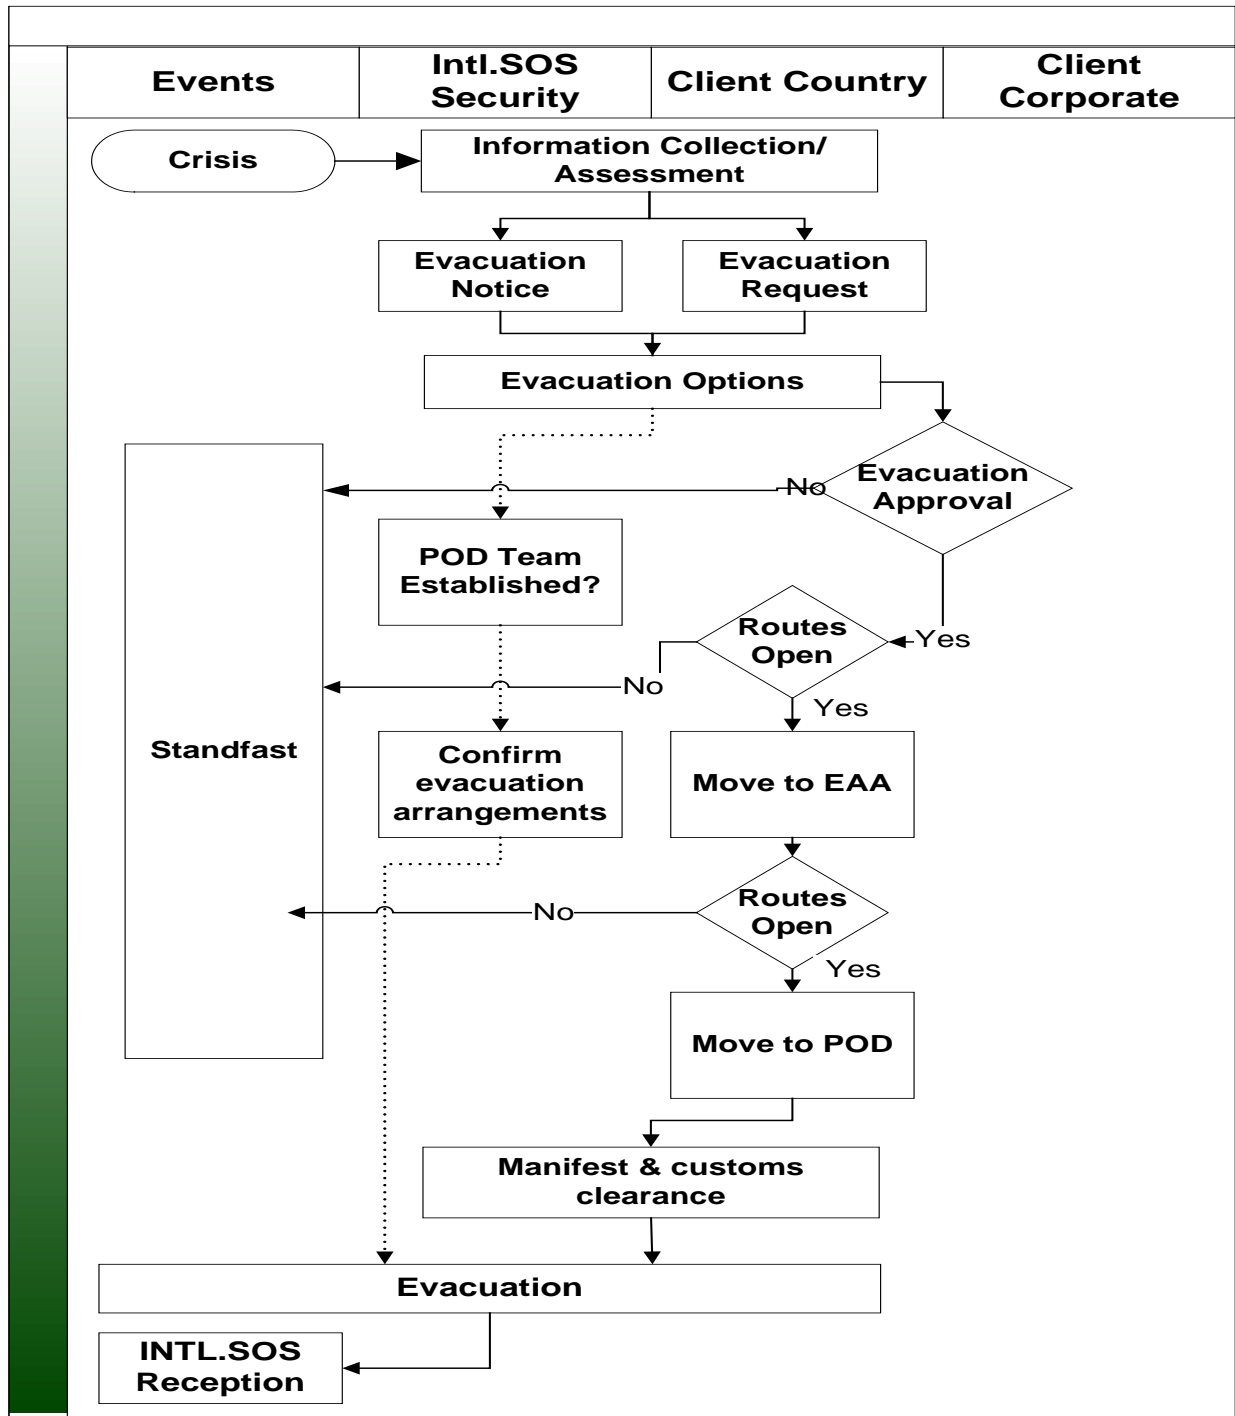 Events
Intl.SOS
Security
Client Country
Client
Corporate
Crisis
Information Collection/
Assessment
Evacuation
Notice
Evacuation
Request
Evacuation Options
Evacuation
Approval
No
POD Team
Established?
Routes
Open
Yes
No
Yes
Standfast
Confirm
evacuation
arrangements
Move to EAA
Routes
Open
No
Yes
Move to POD
Manifest & customs
clearance
Evacuation
INTL.SOS
Reception